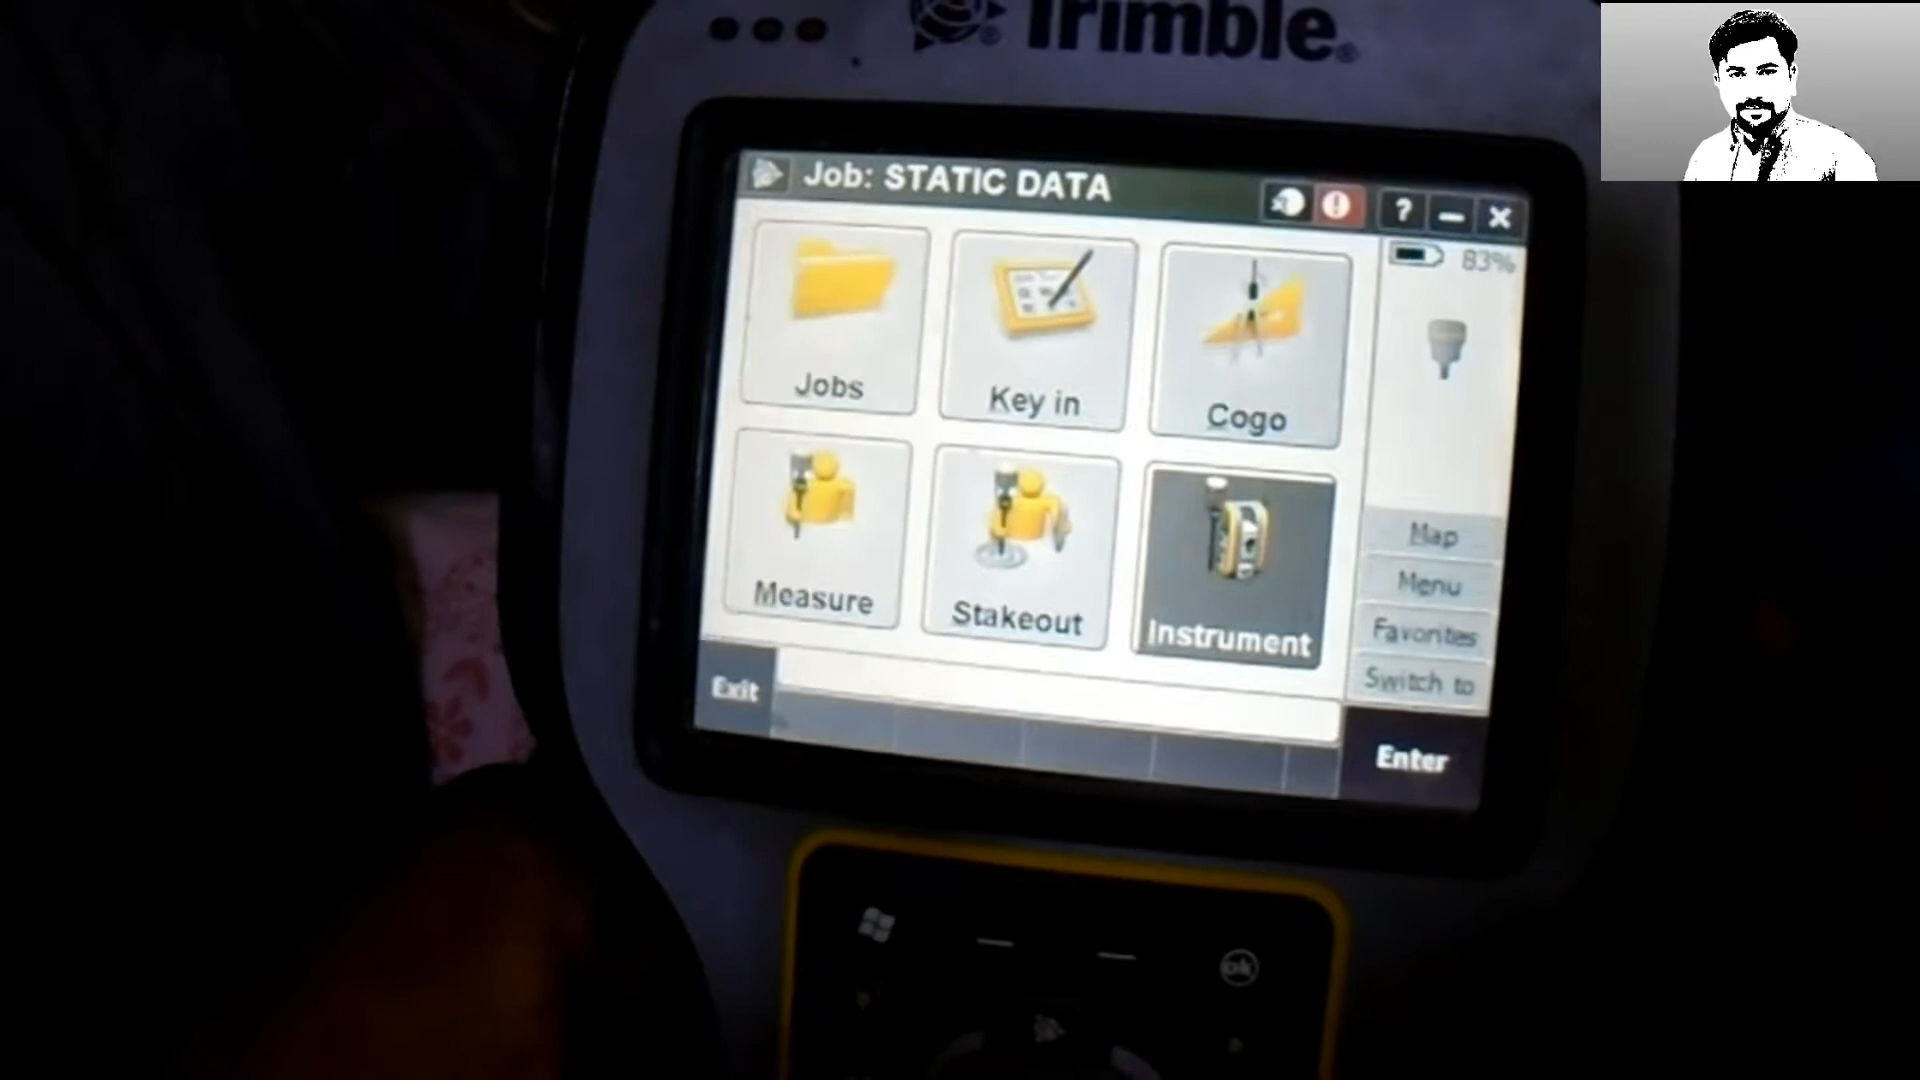 Trimble
Job: STATIC DATA
?
83%
Jobs
Key in
Cogo
Measure
Stakeout
Instrument
Map
Menu
Favorites
Switch to
Exit
Enter
ok